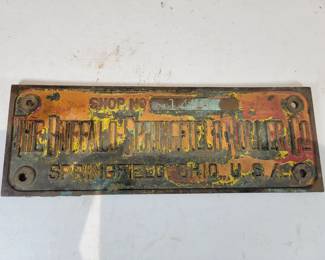 SHOP NO
THE BUFFALO-SPRINGFIELD ROLLER CO.
SPRINGFIELD, OHIO, U.S.A.